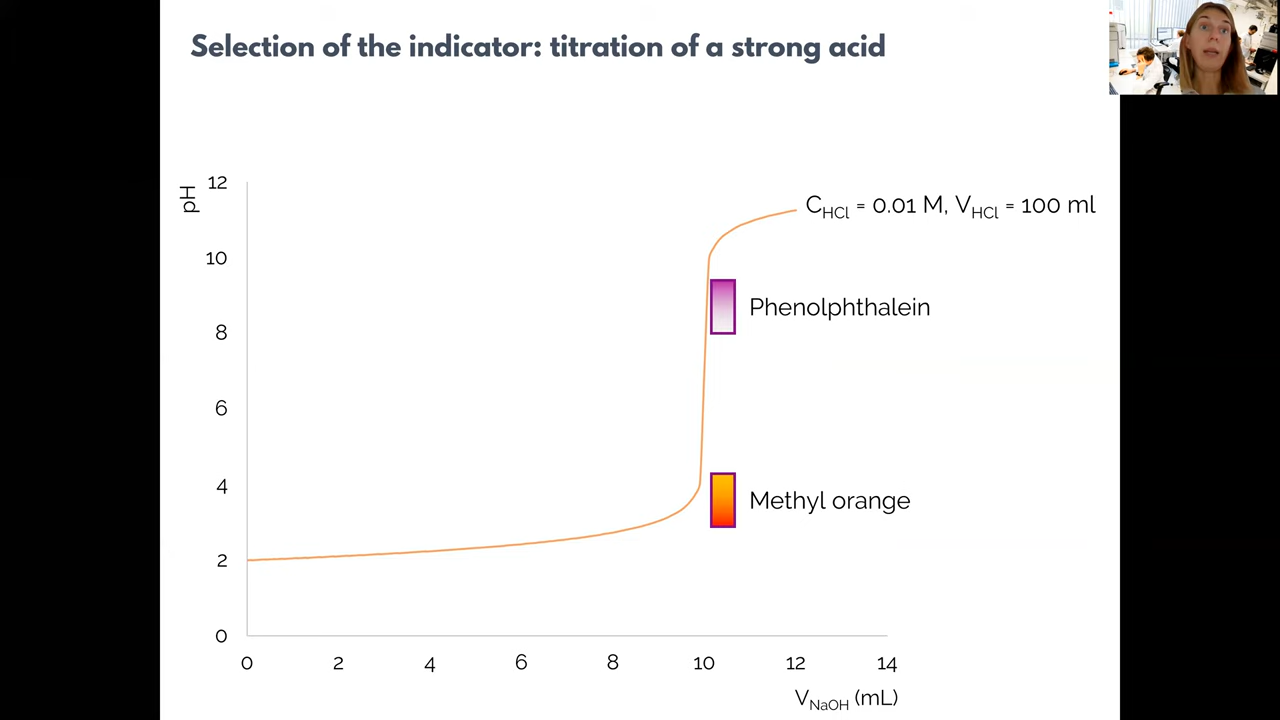 Selection of the indicator: titration of a strong acid
pH
12
10
8
6
4
2
0
C_HCl = 0.01 M, V_HCl = 100 ml
Phenolphthalein
Methyl orange
0 2 4 6 8 10 12 14
V_NaOH (mL)